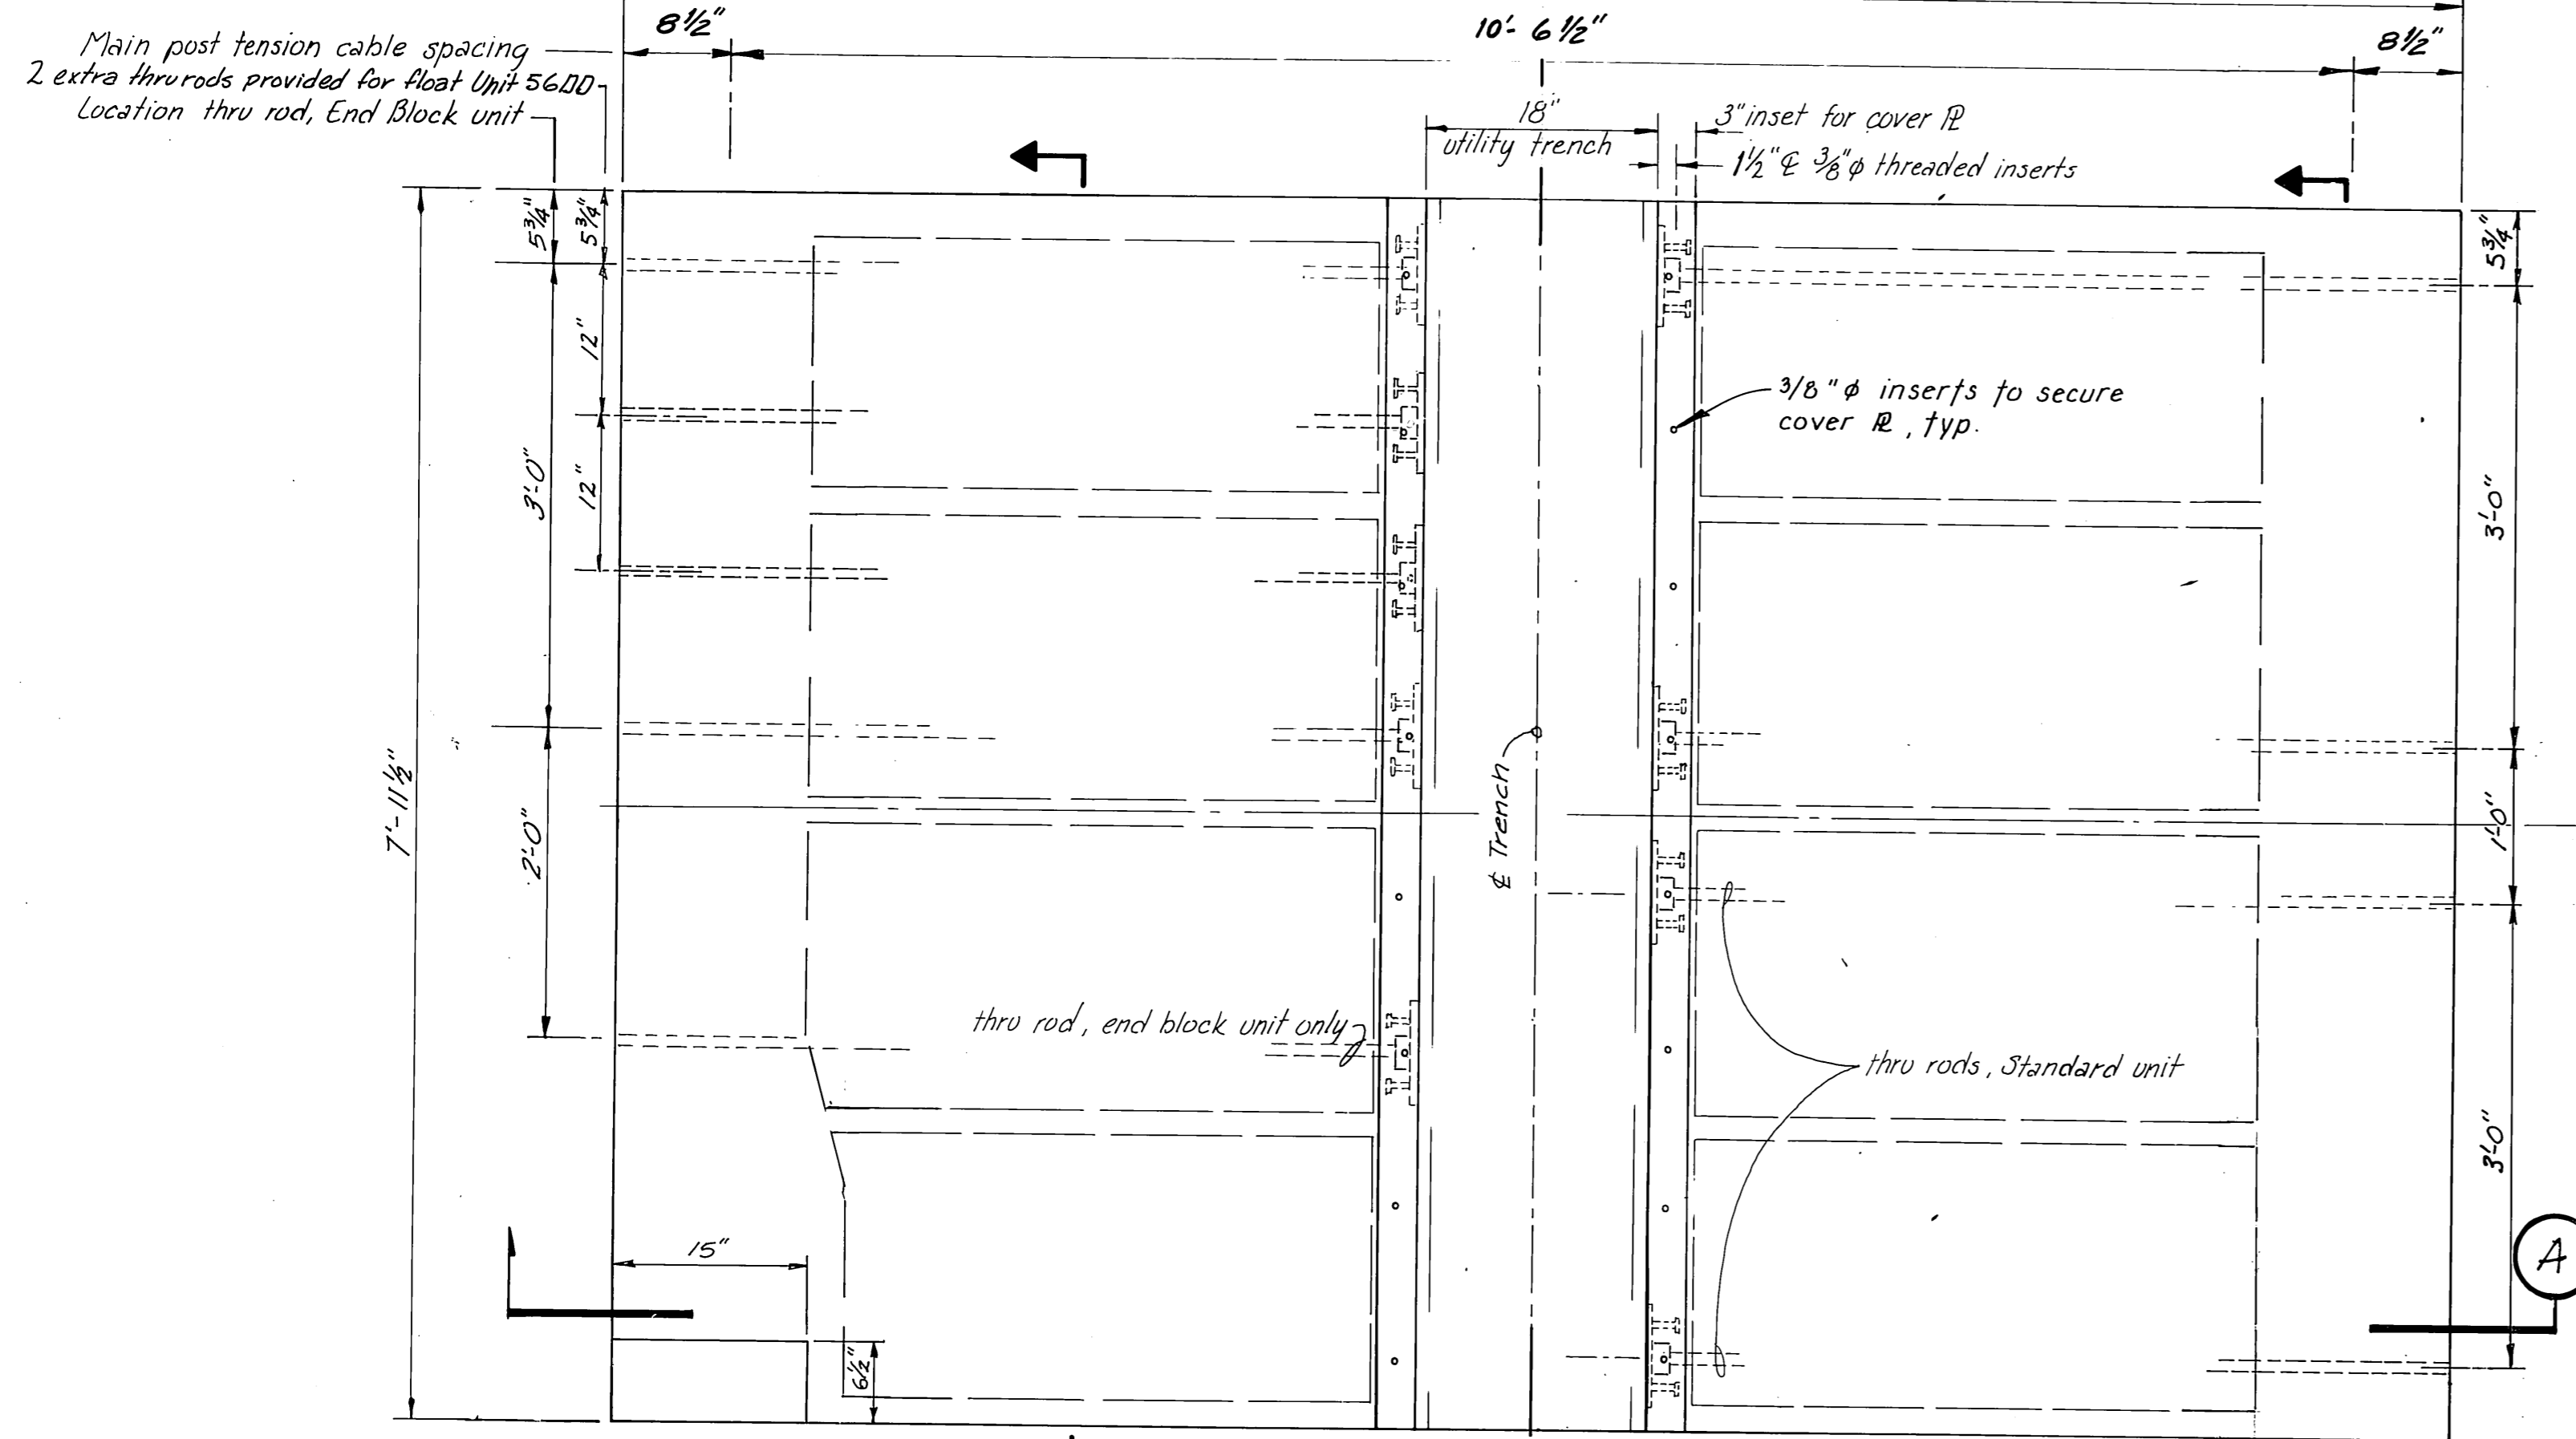 8½"
10'-6½"
8½"
Main post tension cable spacing
2 extra thru rods provided for float Unit 56DD
Location thru rod, End Block unit
18"
utility trench
3" inset for cover ⅊
1½" ℄ 3/8" ϕ threaded inserts
5¾"
5¾"
5¾"
12"
3/8" ϕ inserts to secure
cover ⅊, typ.
3'-0"
12"
3'-0"
7'-11½"
2'-0"
℄ Trench
1'-0"
thru rod, end block unit only
thru rods, Standard unit
3'-0"
15"
A
6½"